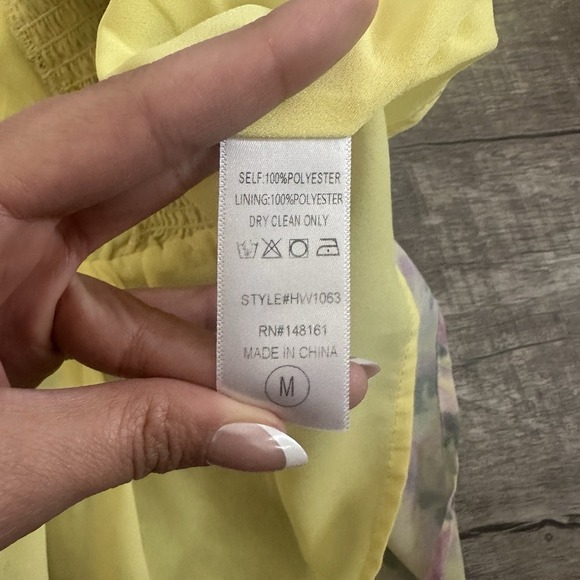 SELF:100%POLYESTER
LINING:100%POLYESTER
DRY CLEAN ONLY
STYLE#HW1063
RN#148161
MADE IN CHINA
M